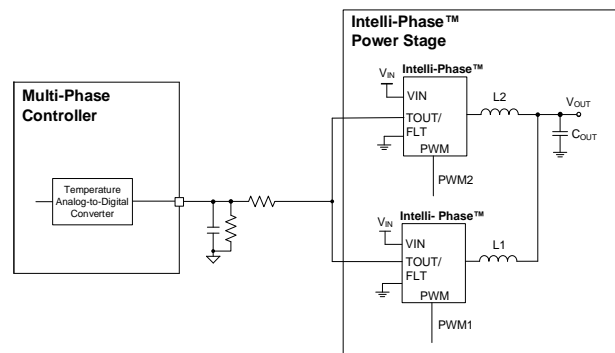 Intelli-Phase™
Power Stage
Multi-Phase
Controller
Temperature
Analog-to-Digital
Converter
Intelli-Phase™
VIN
VIN
TOUT/
FLT
PWM
L2
VOUT
COUT
PWM2
Intelli- Phase™
VIN
VIN
TOUT/
FLT
PWM
L1
PWM1